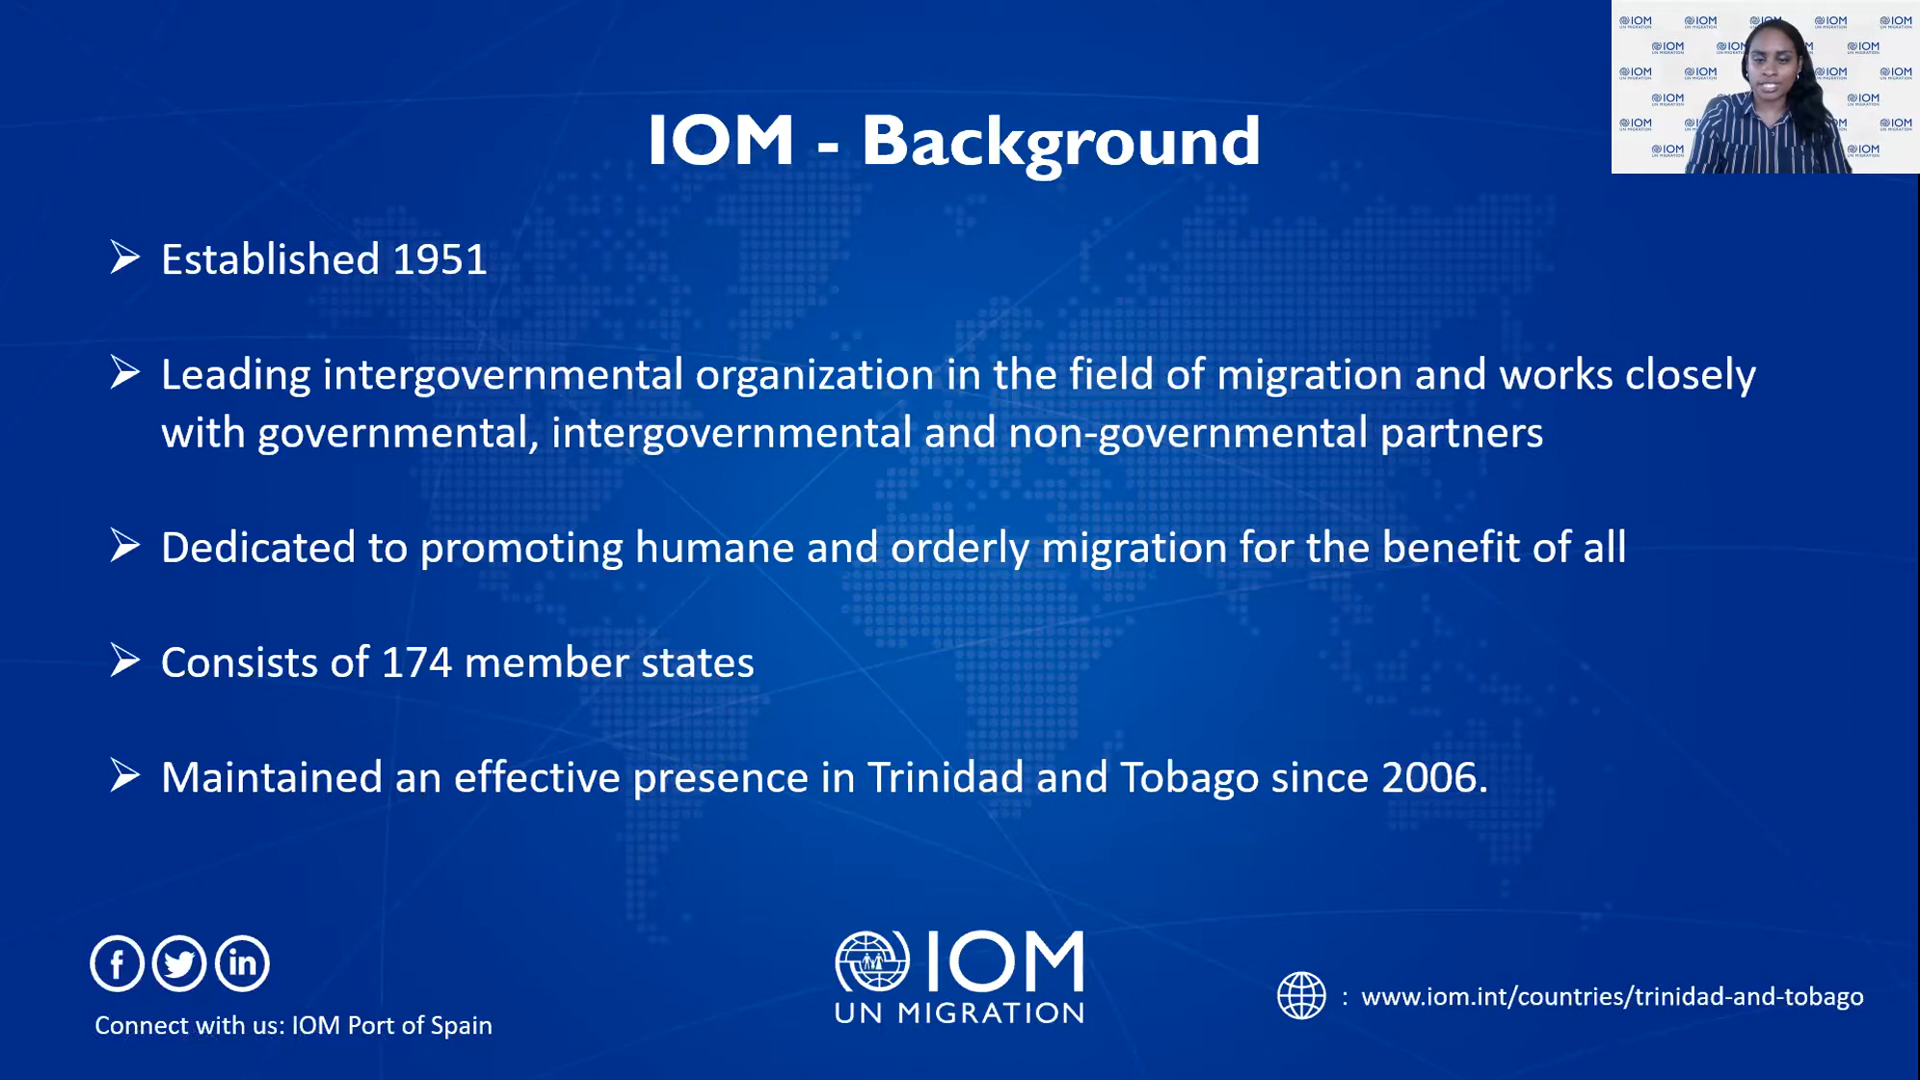 IOM - Background
Established 1951
Leading intergovernmental organization in the field of migration and works closely
with governmental, intergovernmental and non-governmental partners
Dedicated to promoting humane and orderly migration for the benefit of all
Consists of 174 member states
Maintained an effective presence in Trinidad and Tobago since 2006.
Connect with us: IOM Port of Spain
IOM
UN MIGRATION
: www.iom.int/countries/trinidad-and-tobago
IOM
UN MIGRATION